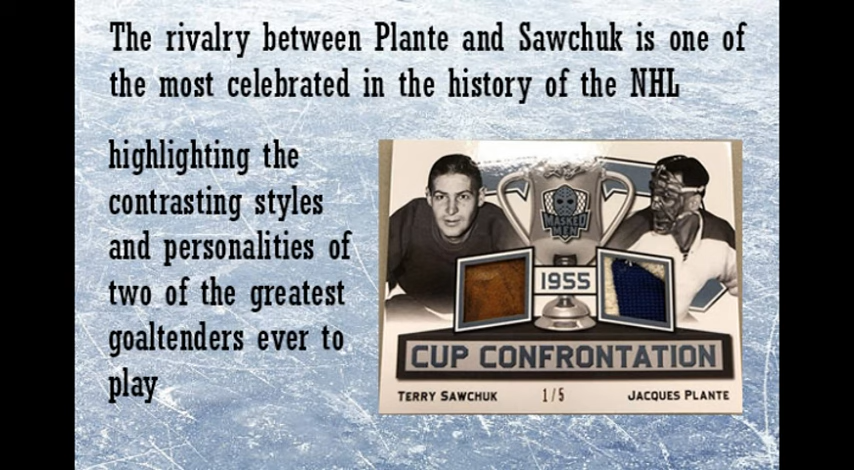 The rivalry between Plante and Sawchuk is one of
the most celebrated in the history of the NHL
highlighting the
contrasting styles
and personalities of
two of the greatest
goaltenders ever to
play
MASKED
MEN
1955
CUP CONFRONTATION
TERRY SAWCHUK 1/5 JACQUES PLANTE